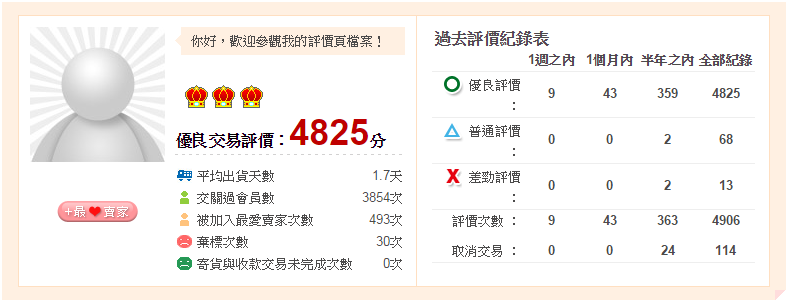 你好，歡迎參觀我的評價頁檔案！
優良交易評價：4825分
平均出貨天數 1.7天
交關過會員數 3854次
被加入最愛賣家次數 493次
棄標次數 30次
寄貨與收款交易未完成次數 0次
+最 賣家
過去評價紀錄表
1週之內 1個月內 半年之內 全部紀錄
優良評價： 9 43 359 4825
普通評價： 0 0 2 68
差勁評價： 0 0 2 13
評價次數： 9 43 363 4906
取消交易： 0 0 24 114